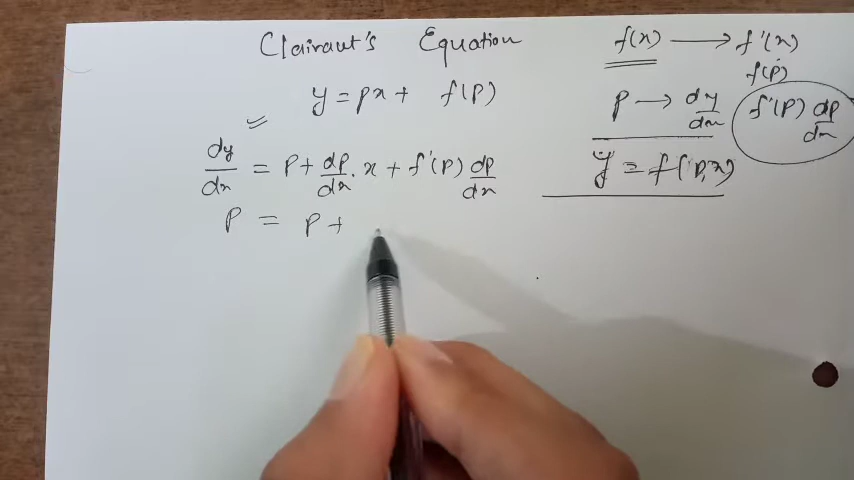 Clairaut's Equation
y = px + f(p)
dy/dx = p + dp/dx . x + f'(p) dp/dx
p = p +
f(x) → f'(x)
f(p)
p → dy/dx
f'(p) dp/dx
y = f(p,x)